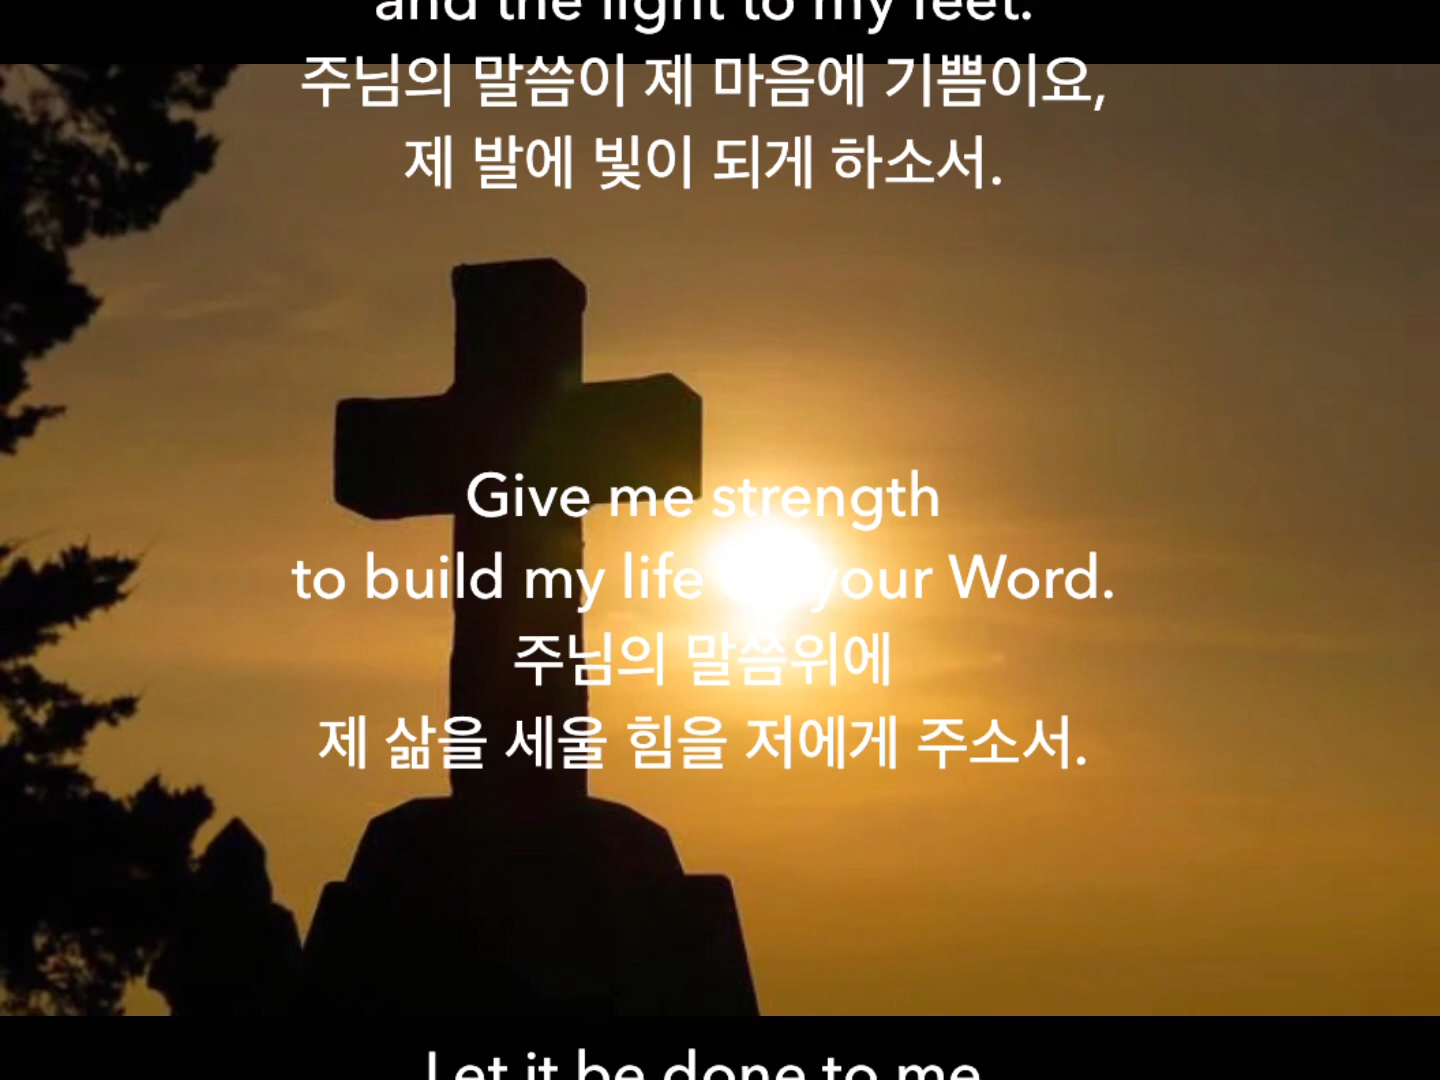 and the light to my feet.
주님의 말씀이 제 마음에 기쁨이요,
제 발에 빛이 되게 하소서.
Give me strength
to build my life your Word.
주님의 말씀위에
제 삶을 세울 힘을 저에게 주소서.
Let it be done to me